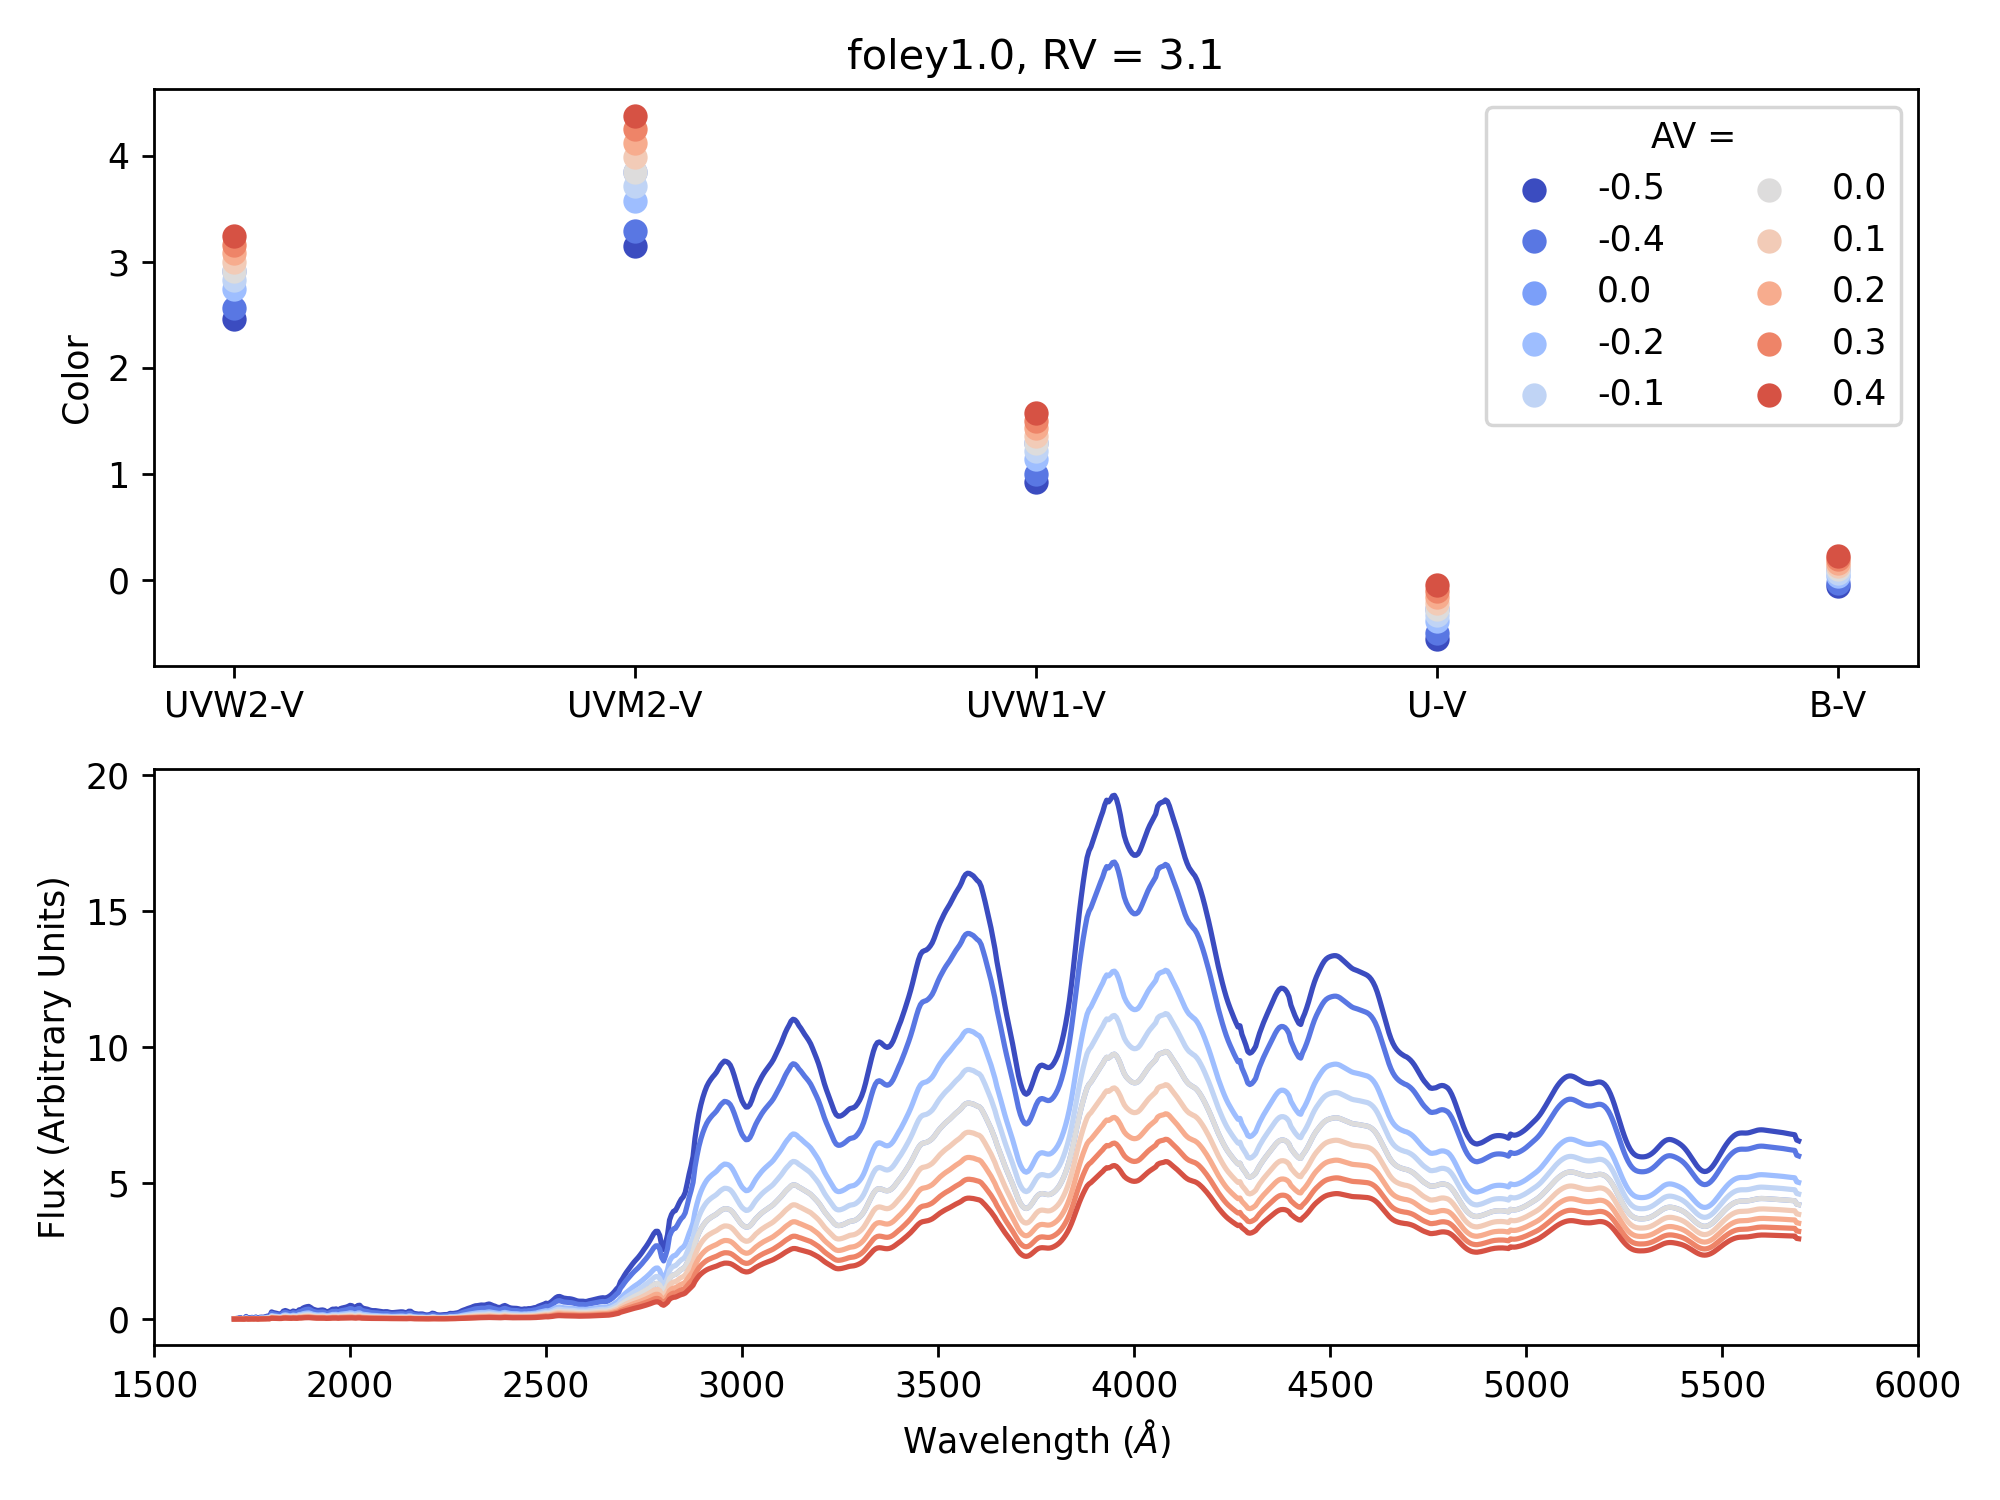 foley1.0, RV = 3.1
Color
4
3
2
1
0
AV =
-0.5 0.0
-0.4 0.1
0.0 0.2
-0.2 0.3
-0.1 0.4
UVW2-V UVM2-V UVW1-V U-V B-V
Flux (Arbitrary Units)
20
15
10
5
0
1500 2000 2500 3000 3500 4000 4500 5000 5500 6000
Wavelength (Å)